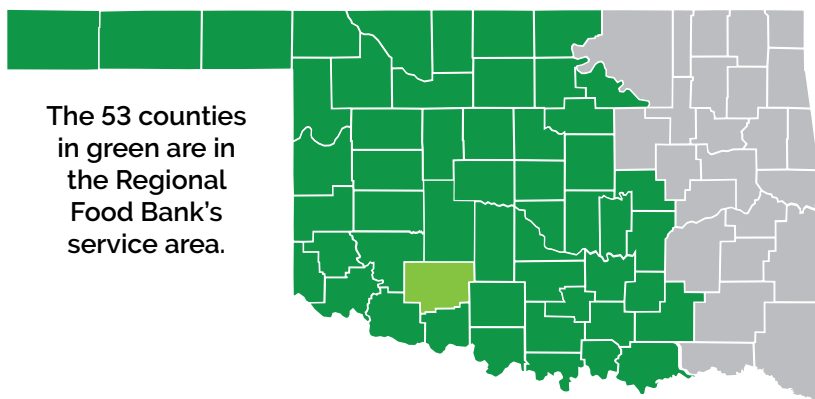 The 53 counties
in green are in
the Regional
Food Bank’s
service area.